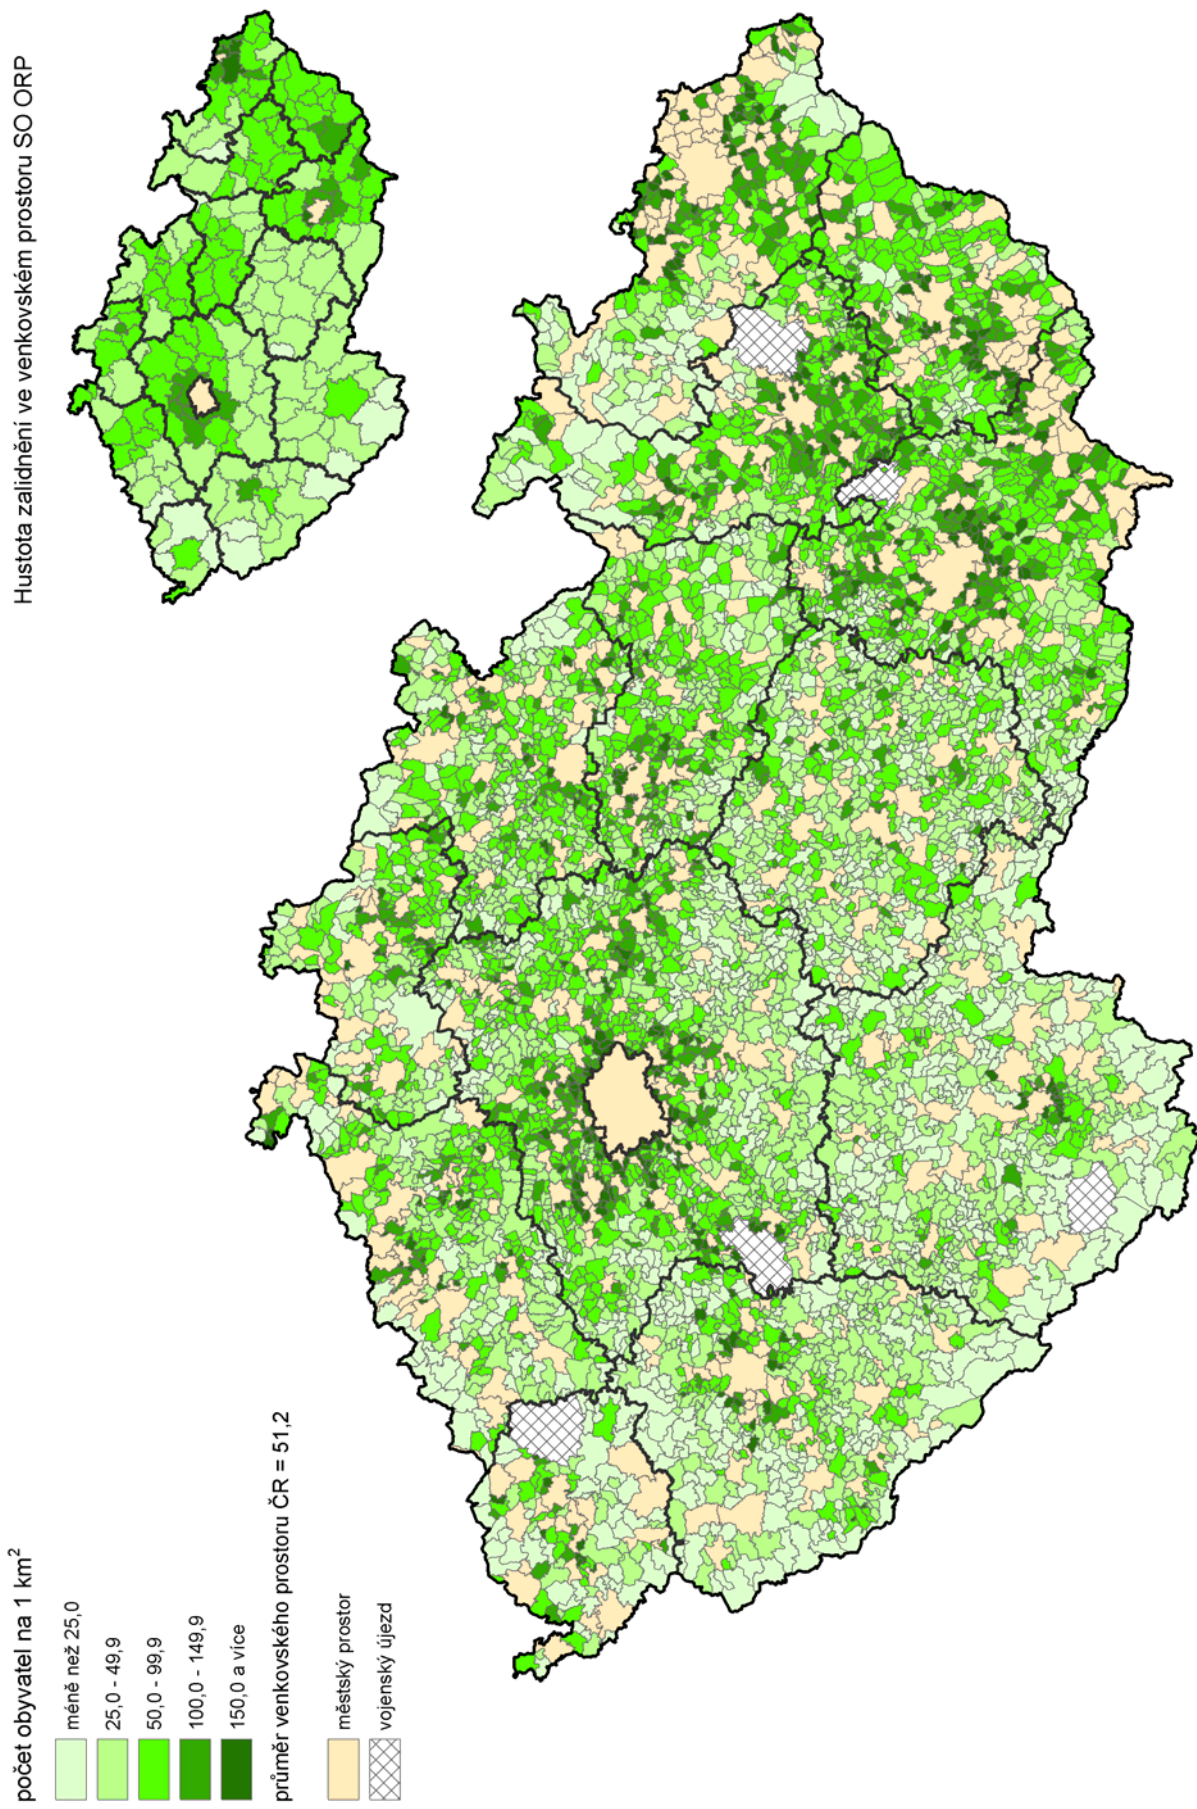 Hustota zalidnění ve venkovském prostoru SO ORP
počet obyvatel na 1 km²
méně než 25,0
25,0 - 49,9
50,0 - 99,9
100,0 - 149,9
150,0 a více
průměr venkovského prostoru ČR = 51,2
městský prostor
vojenský újezd